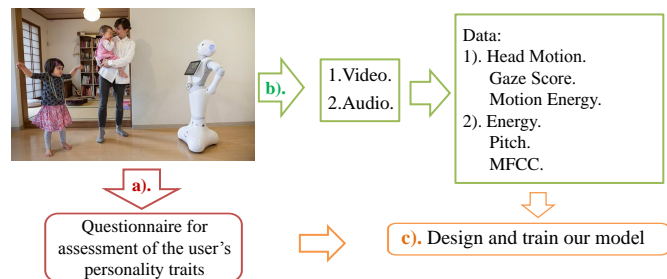 b).
1.Video.
2.Audio.
Data:
1). Head Motion.
Gaze Score.
Motion Energy.
2). Energy.
Pitch.
MFCC.
a).
Questionnaire for
assessment of the user's
personality traits
c). Design and train our model